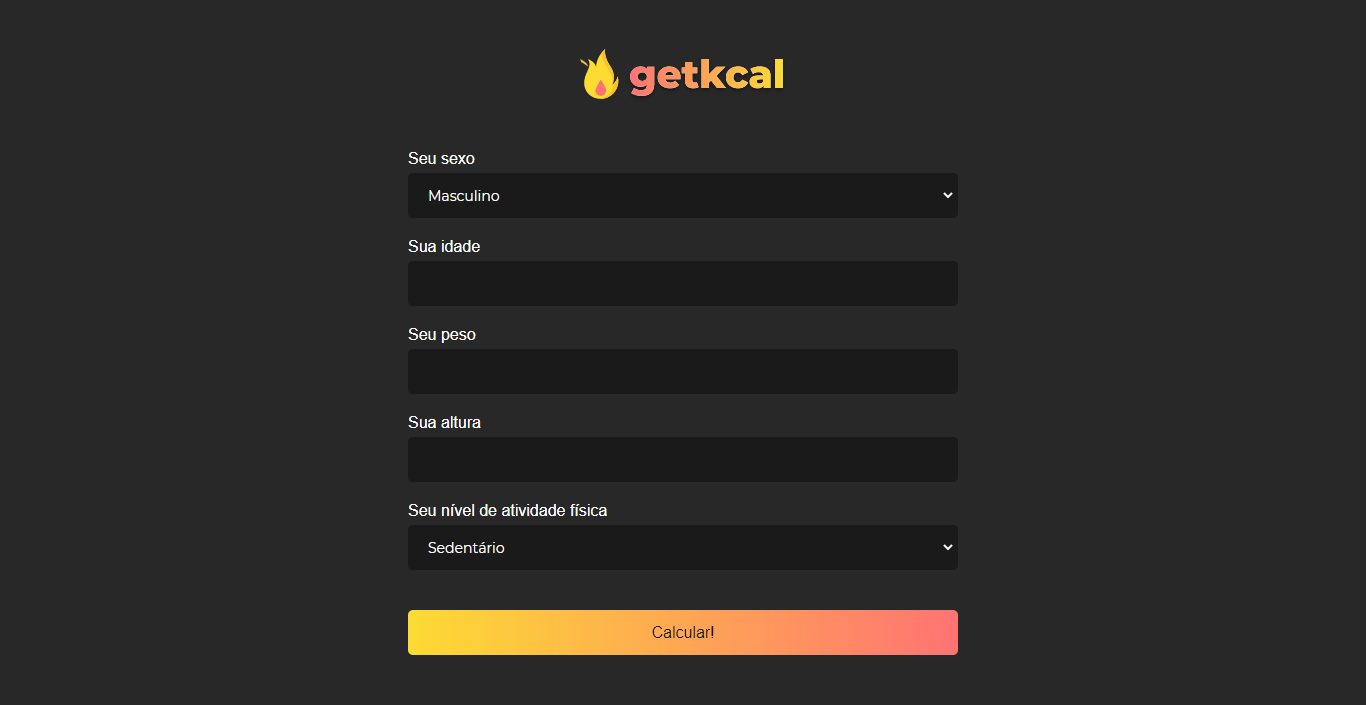 getkcal
Seu sexo
Masculino
Sua idade
Seu peso
Sua altura
Seu nível de atividade física
Sedentário
Calcular!